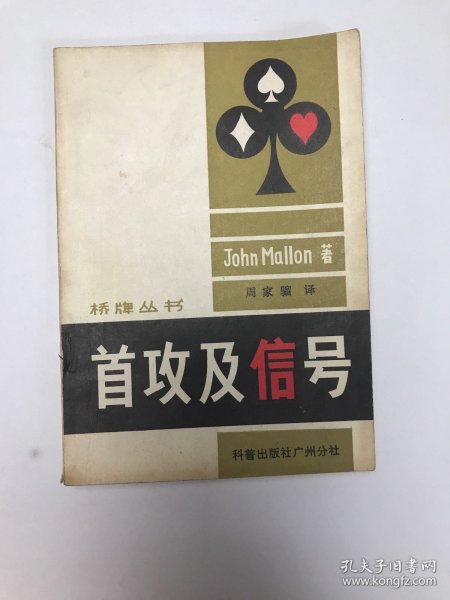 John Mallon 著
周家骝 译
桥牌丛书
首攻及信号
科普出版社广州分社
孔夫子旧书网
www.kongfz.com